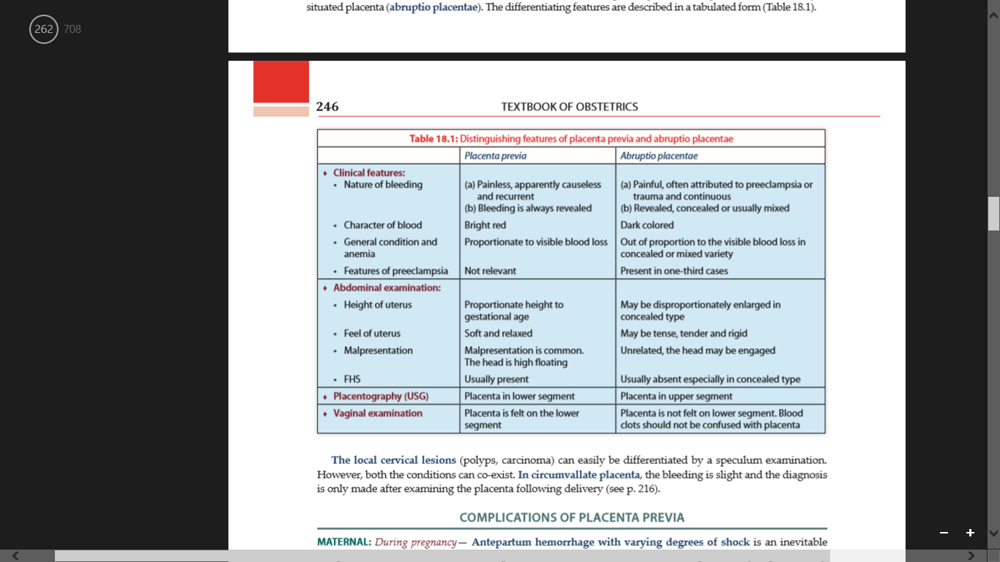 situated placenta (abruptio placentae). The differentiating features are described in a tabulated form (Table 18.1).
262 708
246 TEXTBOOK OF OBSTETRICS
Table 18.1: Distinguishing features of placenta previa and abruptio placentae
Placenta previa Abruptio placentae
♦ Clinical features:
• Nature of bleeding (a) Painless, apparently causeless (a) Painful, often attributed to preeclampsia or
and recurrent trauma and continuous
(b) Bleeding is always revealed (b) Revealed, concealed or usually mixed
• Character of blood Bright red Dark colored
• General condition and Proportionate to visible blood loss Out of proportion to the visible blood loss in
anemia concealed or mixed variety
• Features of preeclampsia Not relevant Present in one-third cases
♦ Abdominal examination:
• Height of uterus Proportionate height to May be disproportionately enlarged in
gestational age concealed type
• Feel of uterus Soft and relaxed May be tense, tender and rigid
• Malpresentation Malpresentation is common. Unrelated, the head may be engaged
The head is high floating
• FHS Usually present Usually absent especially in concealed type
♦ Placentography (USG) Placenta in lower segment Placenta in upper segment
♦ Vaginal examination Placenta is felt on the lower Placenta is not felt on lower segment. Blood
segment clots should not be confused with placenta
The local cervical lesions (polyps, carcinoma) can easily be differentiated by a speculum examination.
However, both the conditions can co-exist. In circumvallate placenta, the bleeding is slight and the diagnosis
is only made after examining the placenta following delivery (see p. 216).
COMPLICATIONS OF PLACENTA PREVIA
MATERNAL: During pregnancy— Antepartum hemorrhage with varying degrees of shock is an inevitable